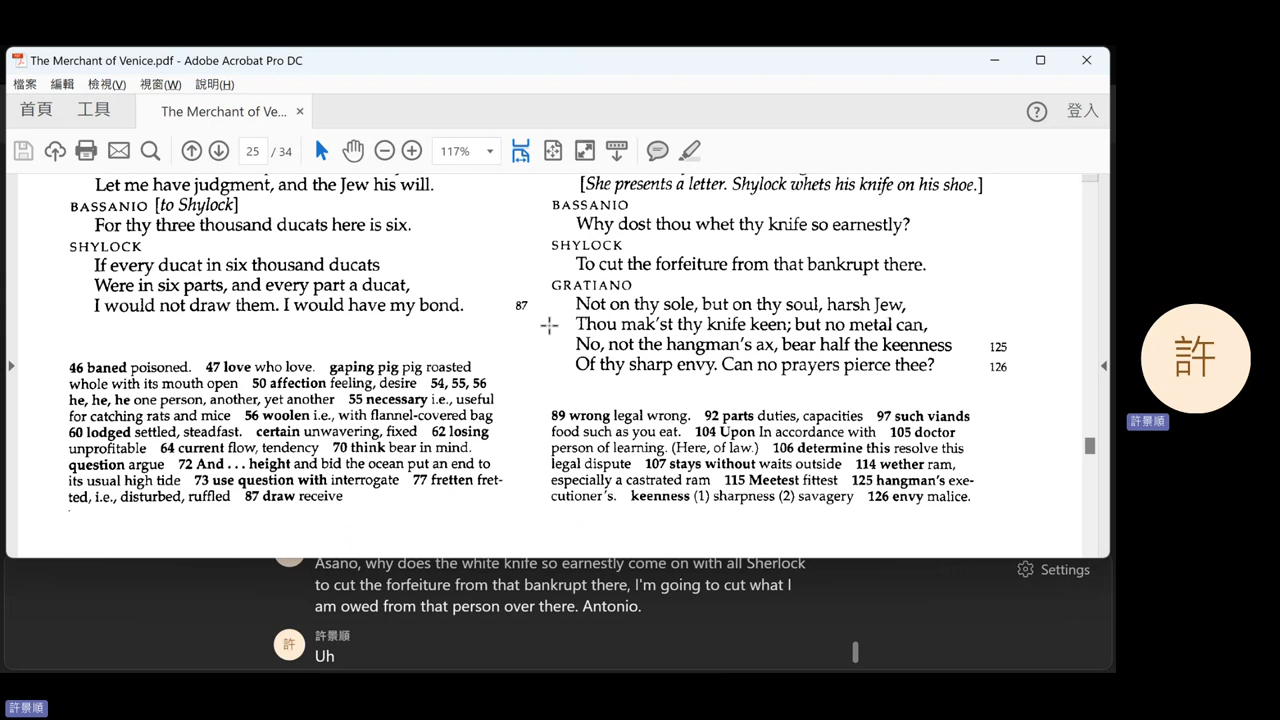 The Merchant of Venice.pdf - Adobe Acrobat Pro DC
檔案 編輯 檢視(V) 視窗(W) 說明(H)
首頁 工具 The Merchant of Ve... × 登入
25 / 34 117%
Let me have judgment, and the Jew his will.
BASSANIO [to Shylock]
For thy three thousand ducats here is six.
SHYLOCK
If every ducat in six thousand ducats
Were in six parts, and every part a ducat,
I would not draw them. I would have my bond. 87
46 baned poisoned. 47 love who love. gaping pig pig roasted
whole with its mouth open 50 affection feeling, desire 54, 55, 56
he, he, he one person, another, yet another 55 necessary i.e., useful
for catching rats and mice 56 woolen i.e., with flannel-covered bag
60 lodged settled, steadfast. certain unwavering, fixed 62 losing
unprofitable 64 current flow, tendency 70 think bear in mind.
question argue 72 And . . . height and bid the ocean put an end to
its usual high tide 73 use question with interrogate 77 fretten fret-
ted, i.e., disturbed, ruffled 87 draw receive
[She presents a letter. Shylock whets his knife on his shoe.]
BASSANIO
Why dost thou whet thy knife so earnestly?
SHYLOCK
To cut the forfeiture from that bankrupt there.
GRATIANO
Not on thy sole, but on thy soul, harsh Jew,
Thou mak'st thy knife keen; but no metal can,
No, not the hangman's ax, bear half the keenness 125
Of thy sharp envy. Can no prayers pierce thee? 126
89 wrong legal wrong. 92 parts duties, capacities 97 such viands
food such as you eat. 104 Upon In accordance with 105 doctor
person of learning. (Here, of law.) 106 determine this resolve this
legal dispute 107 stays without waits outside 114 wether ram,
especially a castrated ram 115 Meetest fittest 125 hangman's exe-
cutioner's. keenness (1) sharpness (2) savagery 126 envy malice.
Asano, why does the white knife so earnestly come on with all Sherlock
to cut the forfeiture from that bankrupt there, I'm going to cut what I
am owed from that person over there. Antonio.
許 許景順
Uh
Settings
許
許景順
許景順